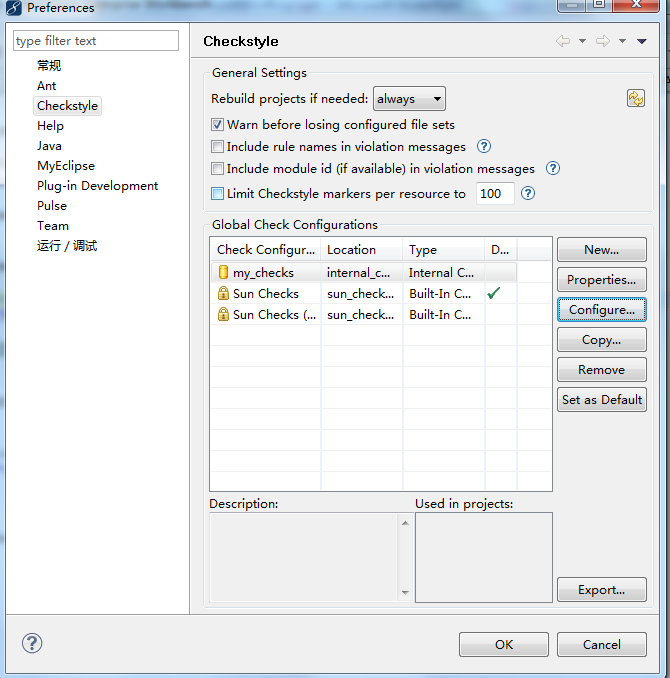 Preferences
type filter text
常规
Ant
Checkstyle
Help
Java
MyEclipse
Plug-in Development
Pulse
Team
运行 / 调试
Checkstyle
General Settings
Rebuild projects if needed: always
Warn before losing configured file sets
Include rule names in violation messages
Include module id (if available) in violation messages
Limit Checkstyle markers per resource to 100
Global Check Configurations
Check Configur... Location Type D...
my_checks internal_c... Internal C...
Sun Checks sun_check... Built-In C...
Sun Checks (... sun_check... Built-In C...
New...
Properties...
Configure...
Copy...
Remove
Set as Default
Description: Used in projects:
Export...
OK Cancel